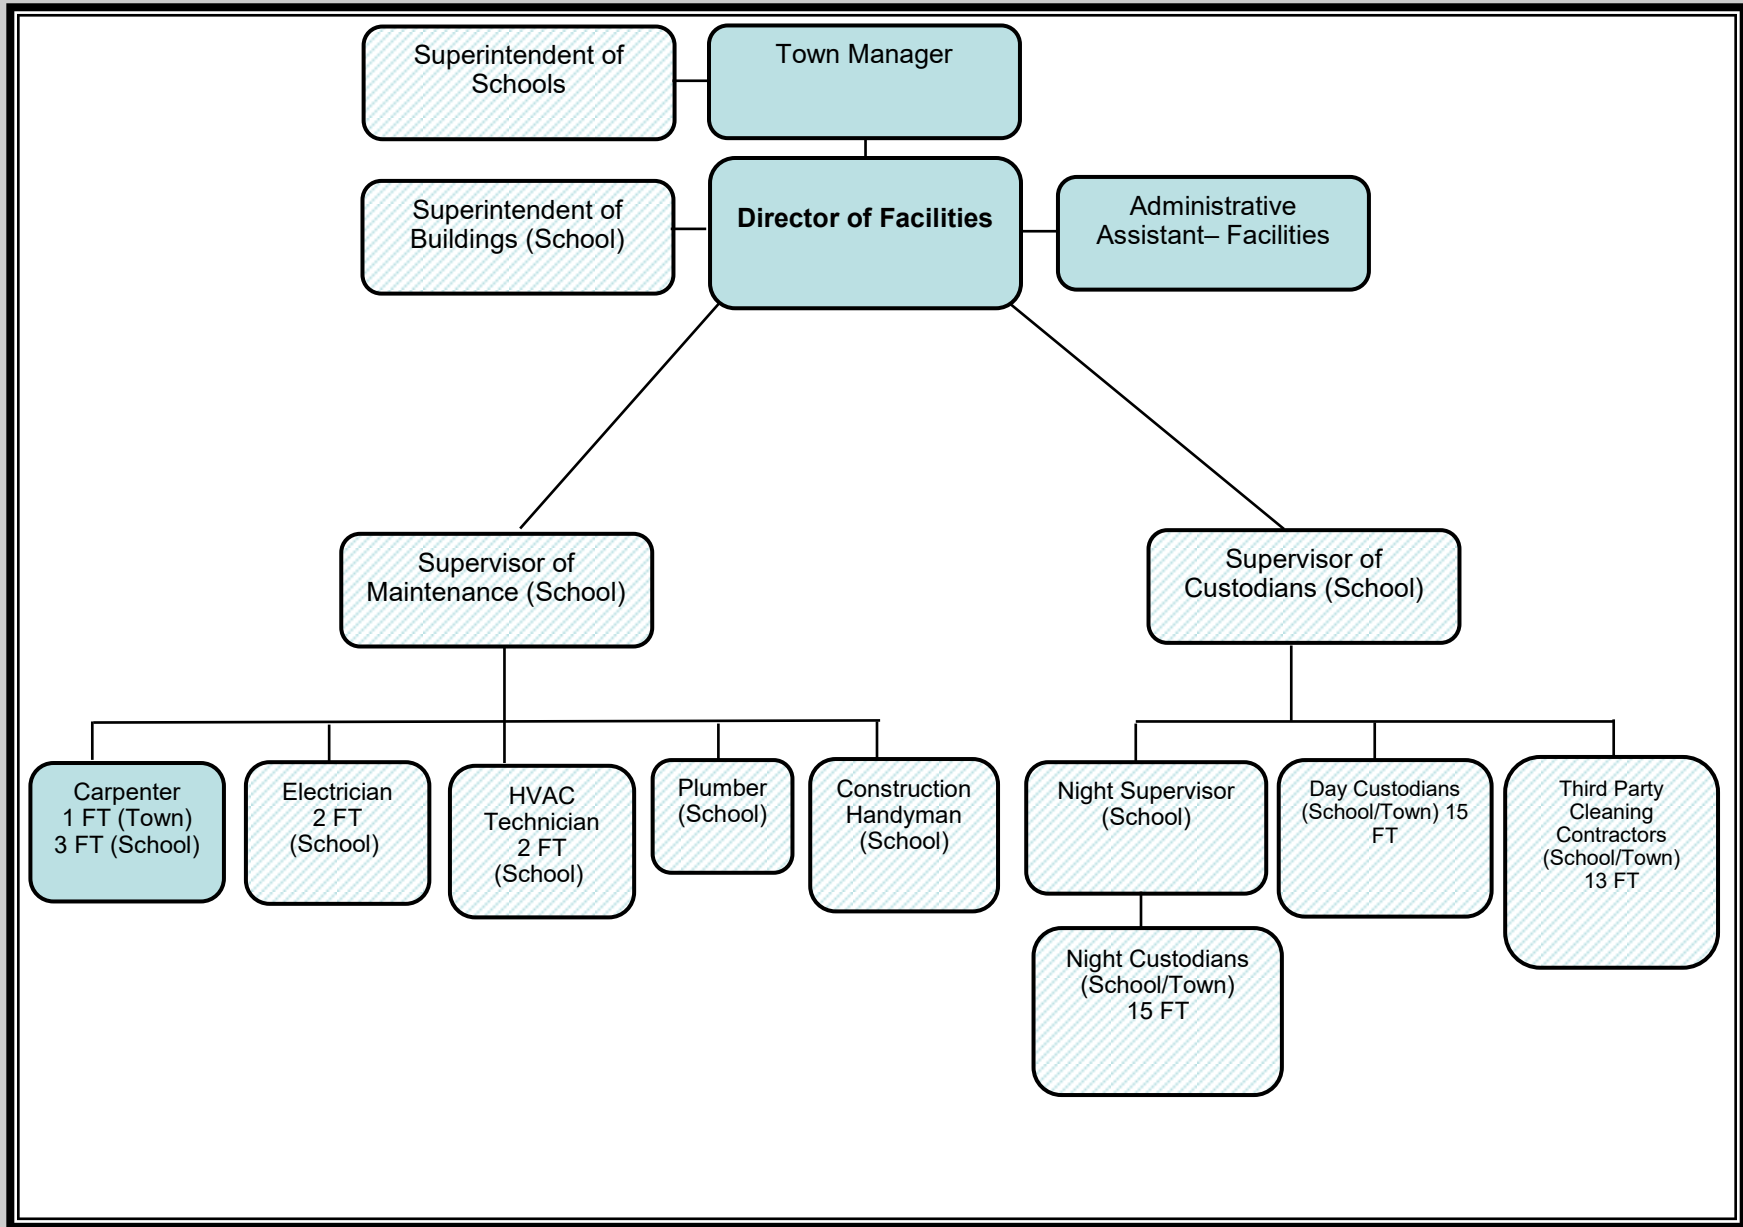 Superintendent of
Schools
Town Manager
Superintendent of
Buildings (School)
Director of Facilities
Administrative
Assistant– Facilities
Supervisor of
Maintenance (School)
Supervisor of
Custodians (School)
Carpenter
1 FT (Town)
3 FT (School)
Electrician
2 FT
(School)
HVAC
Technician
2 FT
(School)
Plumber
(School)
Construction
Handyman
(School)
Night Supervisor
(School)
Day Custodians
(School/Town) 15
FT
Third Party
Cleaning
Contractors
(School/Town)
13 FT
Night Custodians
(School/Town)
15 FT